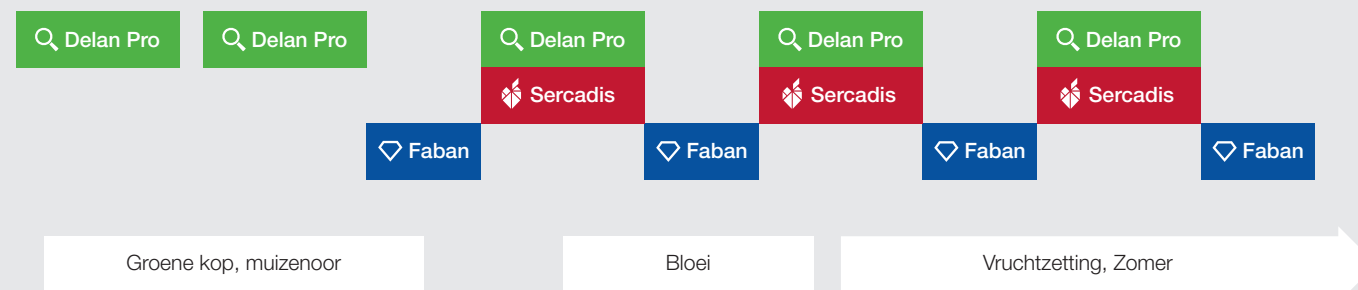 Delan Pro
Delan Pro
Delan Pro
Delan Pro
Delan Pro
Sercadis
Sercadis
Sercadis
Faban
Faban
Faban
Faban
Groene kop, muizenoor
Bloei
Vruchtzetting, Zomer